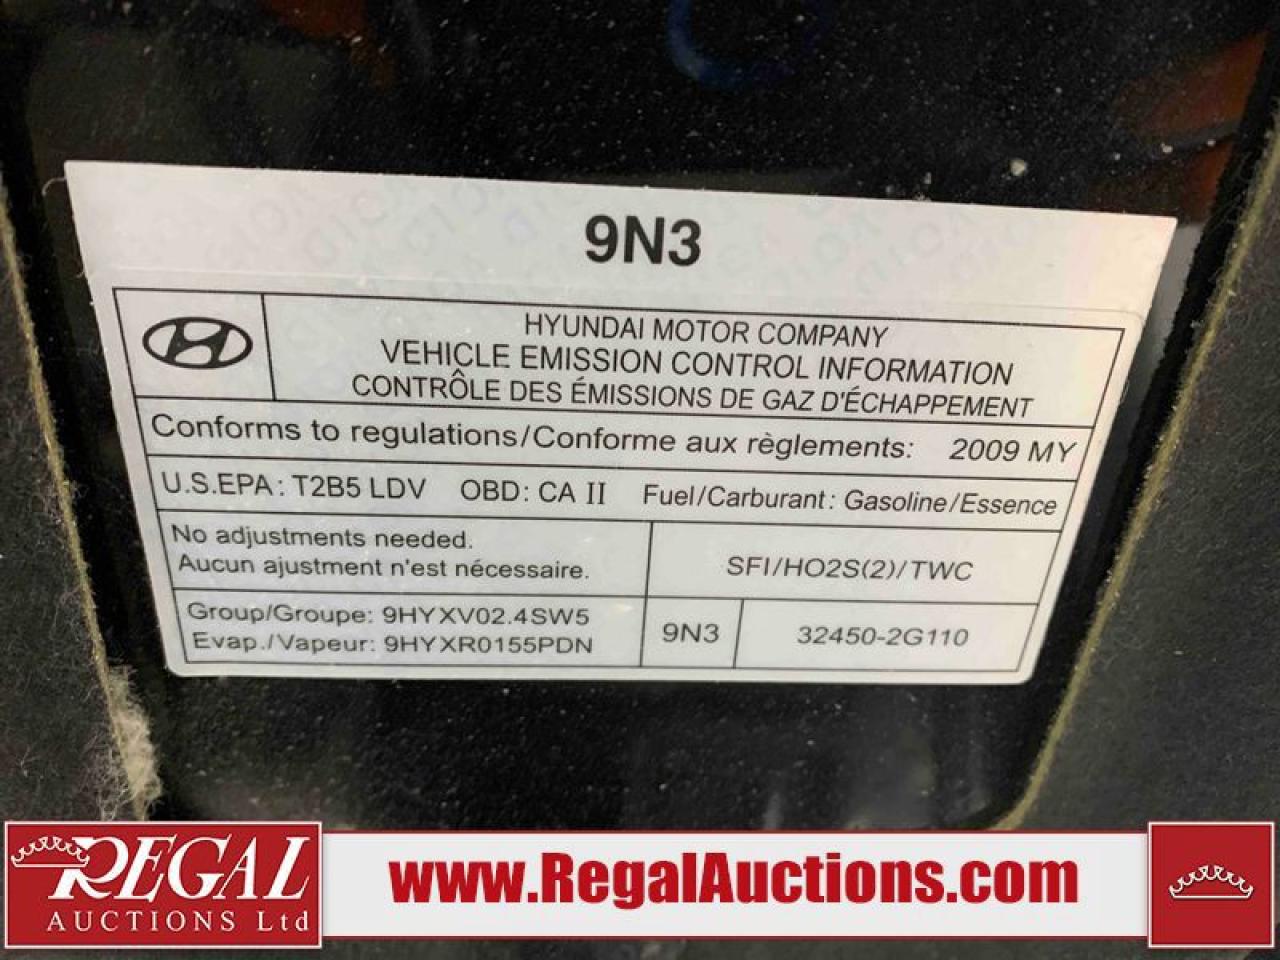 9N3
HYUNDAI MOTOR COMPANY
VEHICLE EMISSION CONTROL INFORMATION
CONTRÔLE DES ÉMISSIONS DE GAZ D'ÉCHAPPEMENT
Conforms to regulations/Conforme aux règlements: 2009 MY
U.S.EPA: T2B5 LDV OBD: CA II Fuel/Carburant: Gasoline/Essence
No adjustments needed.
Aucun ajustment n'est nécessaire.
SFI/HO2S(2)/TWC
Group/Groupe: 9HYXV02.4SW5
Evap./Vapeur: 9HYXR0155PDN
9N3
32450-2G110
REGAL
AUCTIONS Ltd
www.RegalAuctions.com